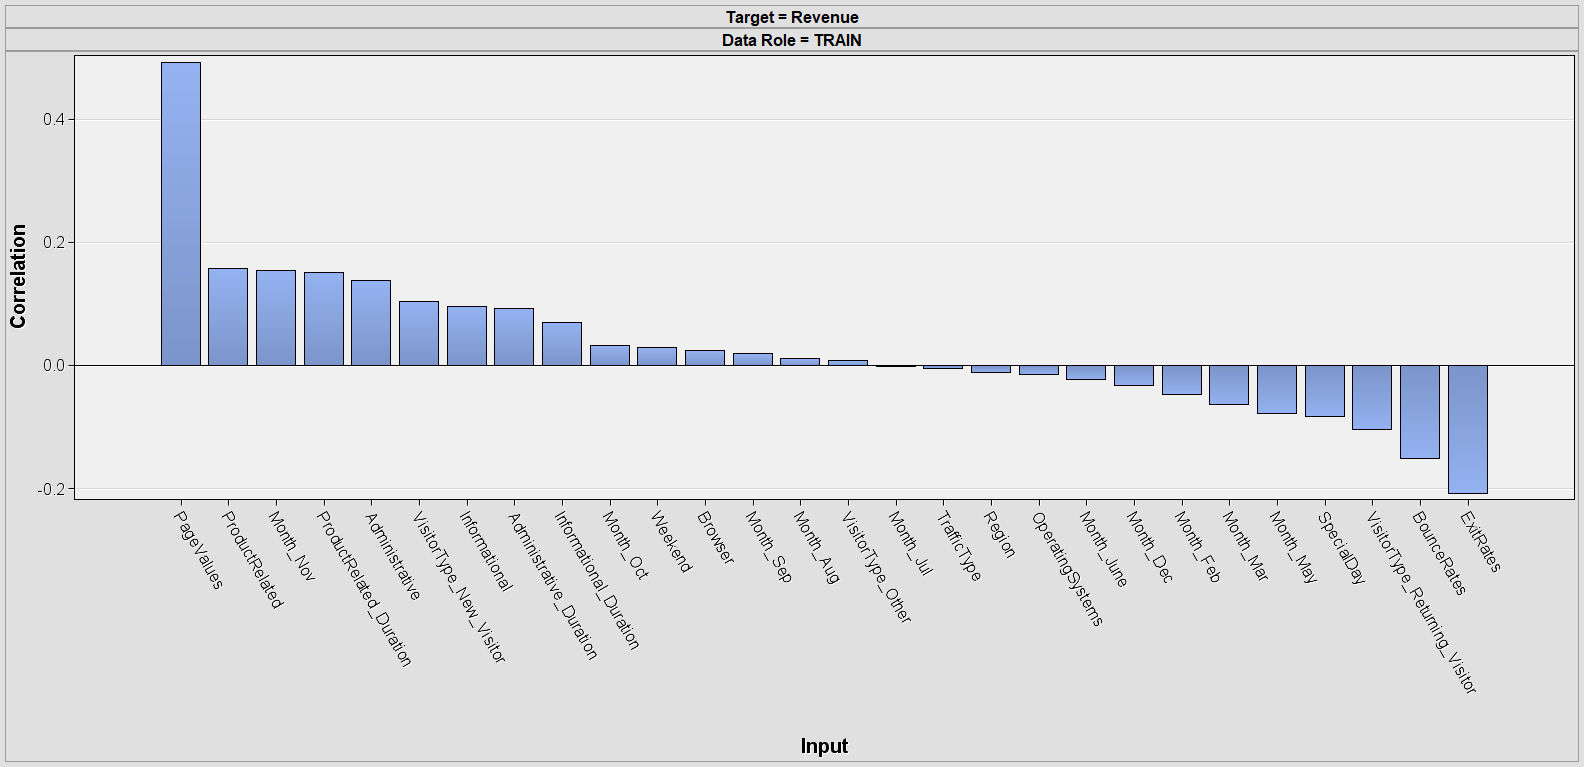 Target = Revenue
Data Role = TRAIN
Correlation
0.4
0.2
0.0
-0.2
PageValues
ProductRelated
Month_Nov
ProductRelated_Duration
Administrative
VisitorType_New_Visitor
Informational
Administrative_Duration
Informational_Duration
Month_Oct
Weekend
Browser
Month_Sep
Month_Aug
VisitorType_Other
Month_Jul
TrafficType
Region
OperatingSystems
Month_June
Month_Dec
Month_Feb
Month_Mar
Month_May
SpecialDay
VisitorType_Returning_Visitor
BounceRates
ExitRates
Input